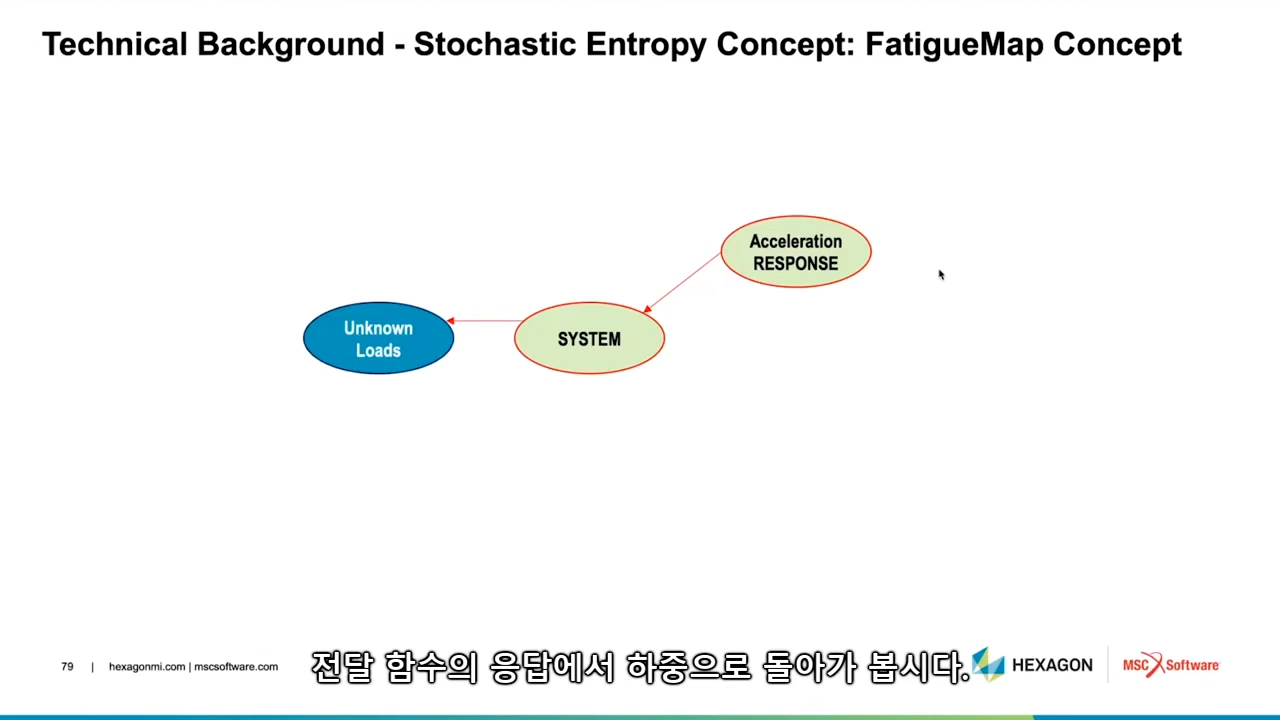 Technical Background - Stochastic Entropy Concept: FatigueMap Concept
Acceleration
RESPONSE
Unknown
Loads
SYSTEM
79 | hexagonmi.com | mscsoftware.com
전달 함수의 응답에서 하중으로 돌아가 봅시다.
HEXAGON
MSC Software